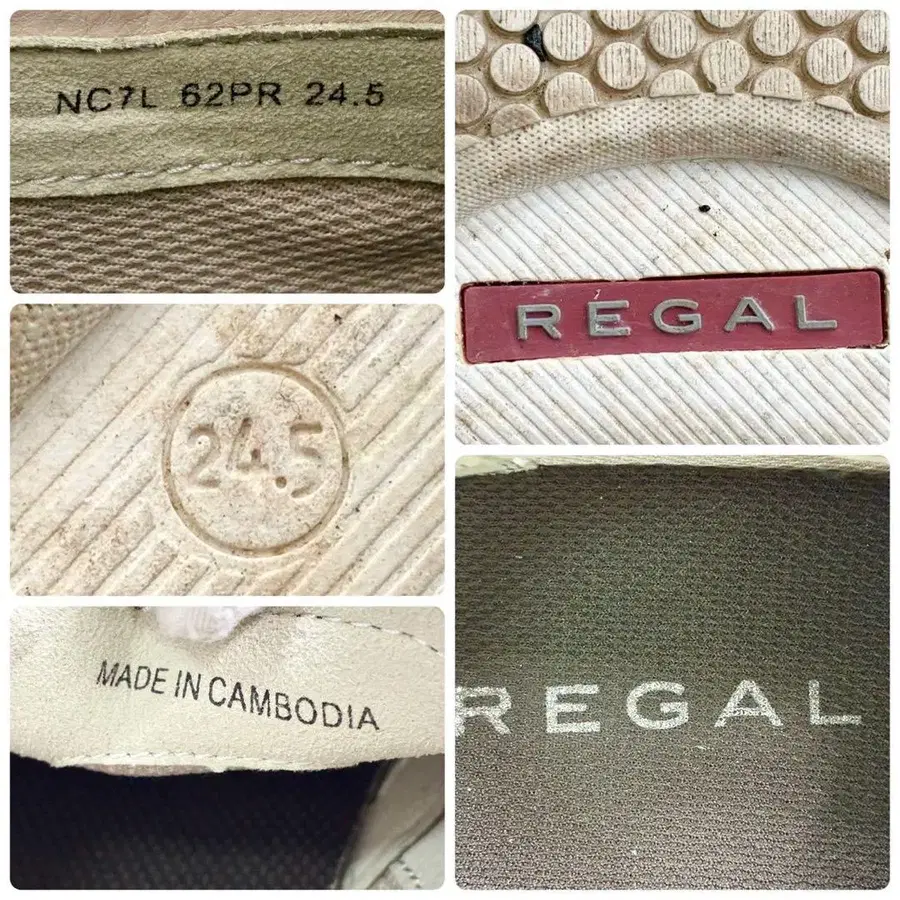 NC7L 62PR 24.5
REGAL
24.5
MADE IN CAMBODIA
REGAL